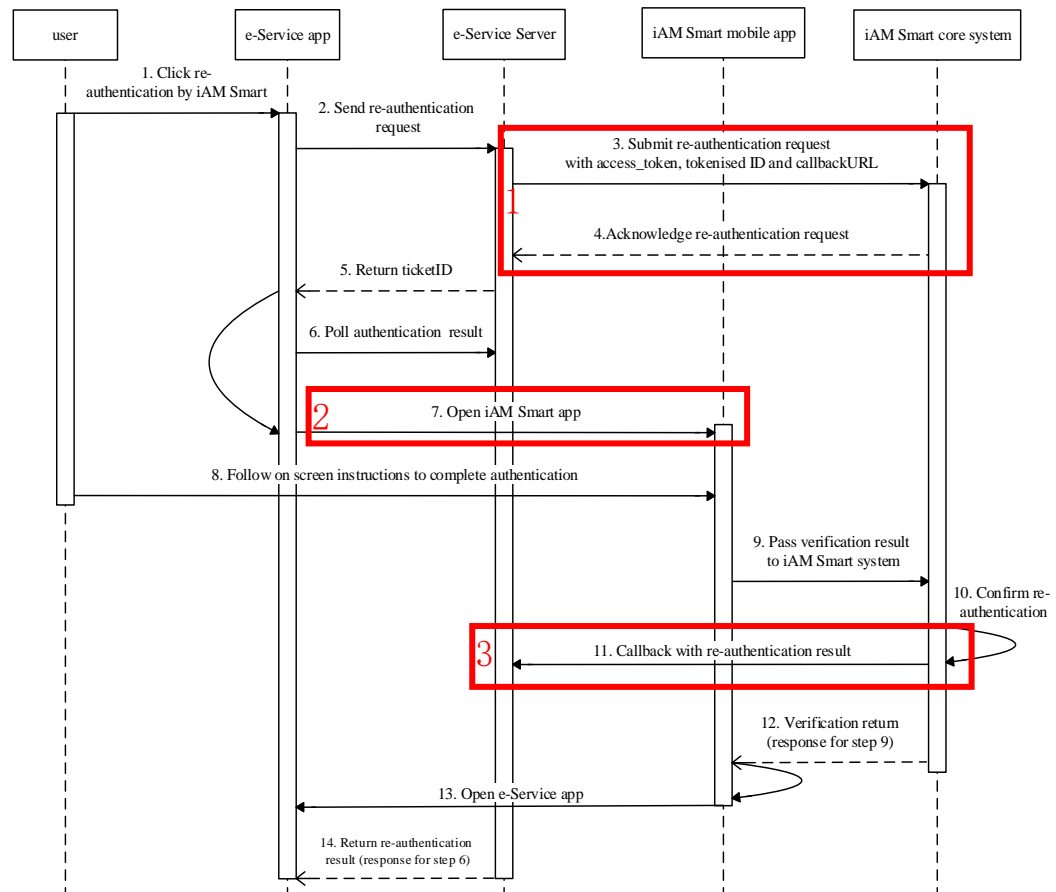 user
e-Service app
e-Service Server
iAM Smart mobile app
iAM Smart core system
1. Click re-
authentication by iAM Smart
2. Send re-authentication
request
3. Submit re-authentication request
with access_token, tokenised ID and callbackURL
1
4.Acknowledge re-authentication request
5. Return ticketID
6. Poll authentication result
2
7. Open iAM Smart app
8. Follow on screen instructions to complete authentication
9. Pass verification result
to iAM Smart system
10. Confirm re-
authentication
3
11. Callback with re-authentication result
12. Verification return
(response for step 9)
13. Open e-Service app
14. Return re-authentication
result (response for step 6)